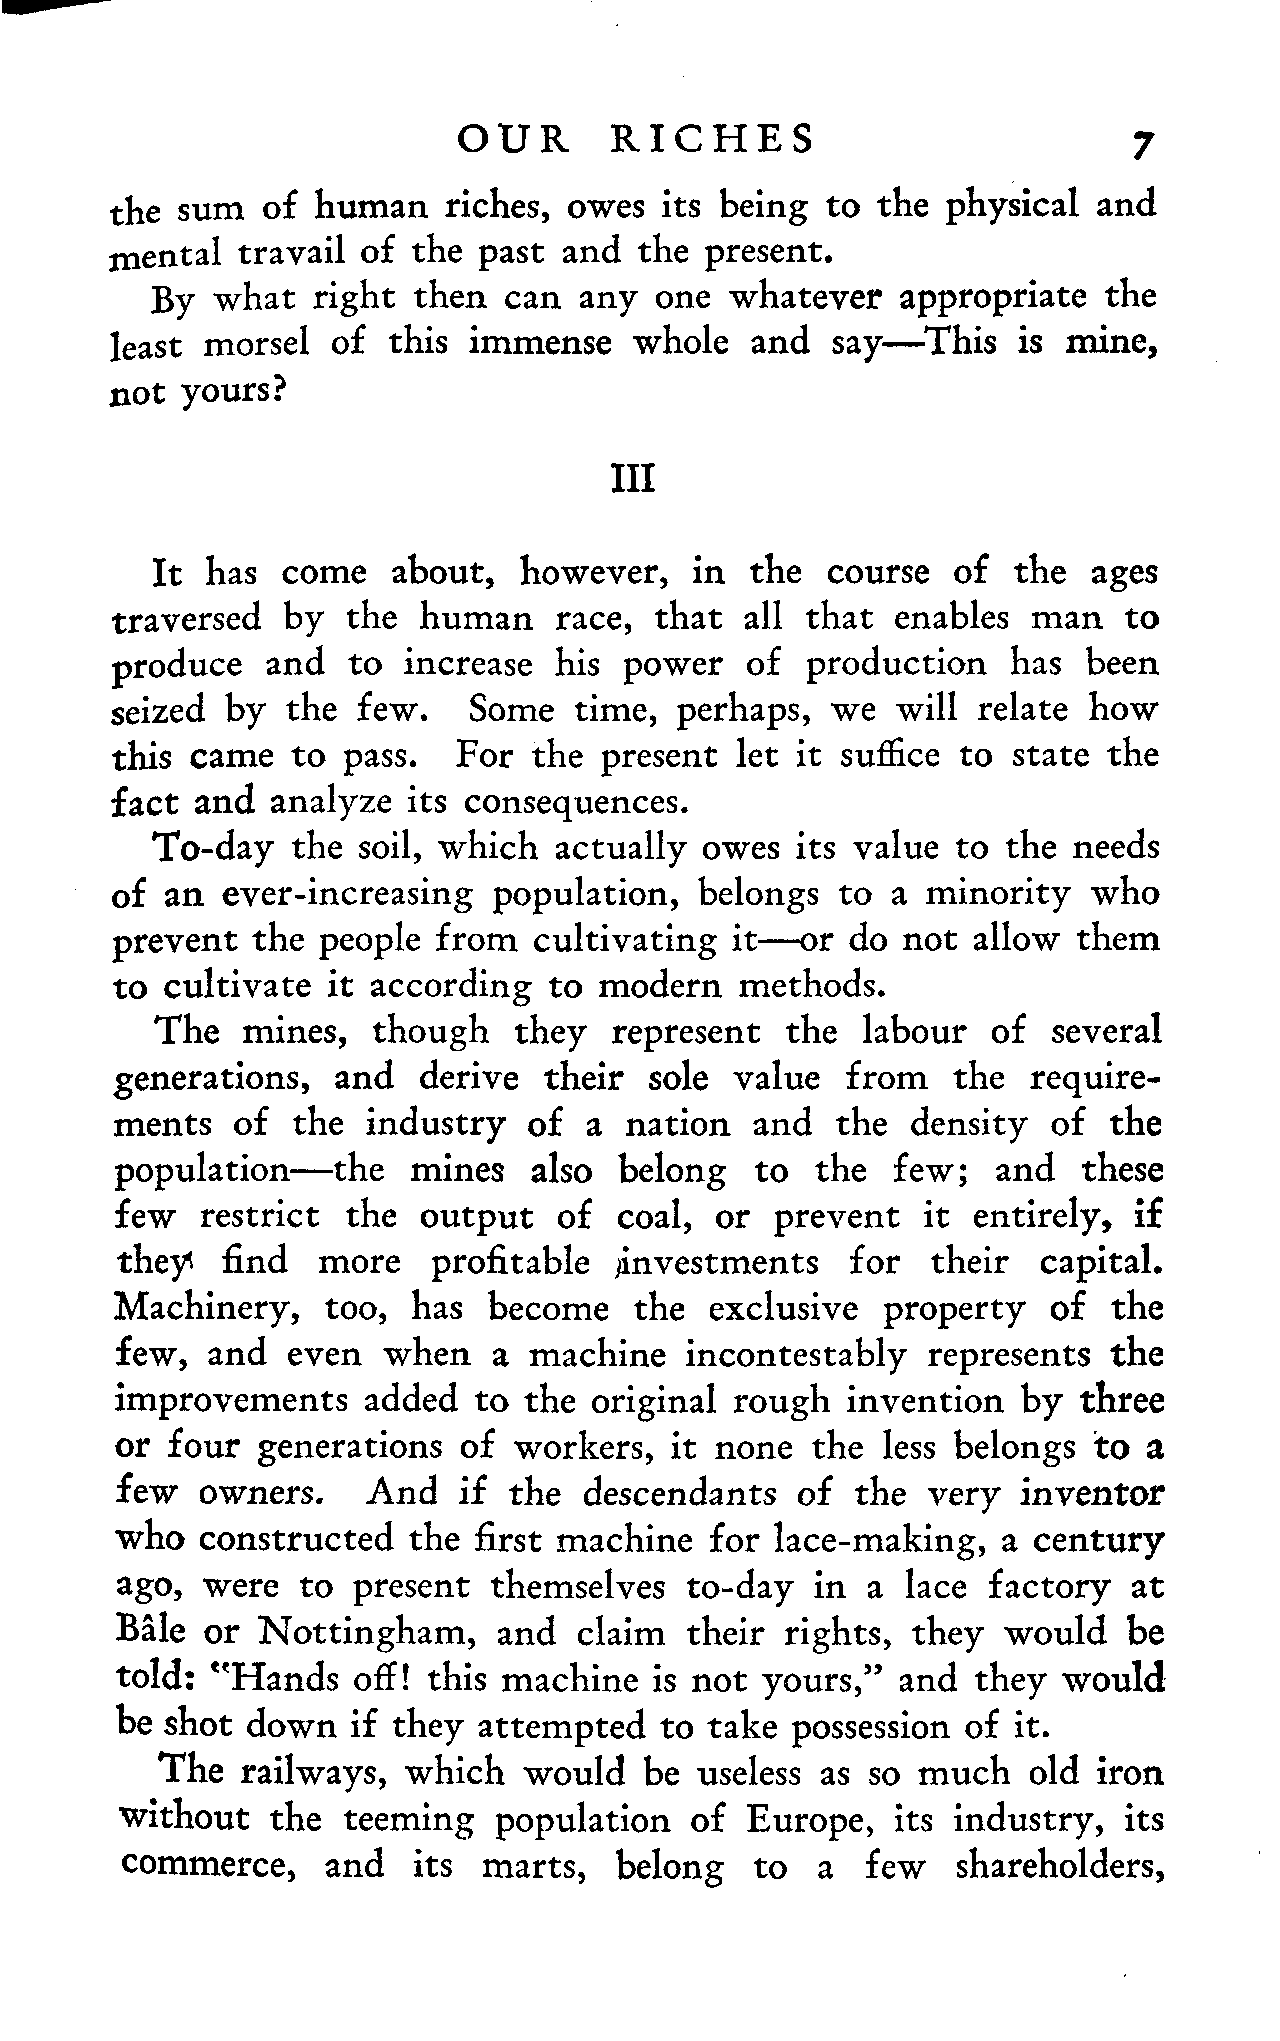 OUR RICHES 7
the sum of human riches, owes its being to the physical and
mental travail of the past and the present.
By what right then can any one whatever appropriate the
least morsel of this immense whole and say—This is mine,
not yours?
III
It has come about, however, in the course of the ages
traversed by the human race, that all that enables man to
produce and to increase his power of production has been
seized by the few. Some time, perhaps, we will relate how
this came to pass. For the present let it suffice to state the
fact and analyze its consequences.
To-day the soil, which actually owes its value to the needs
of an ever-increasing population, belongs to a minority who
prevent the people from cultivating it—or do not allow them
to cultivate it according to modern methods.
The mines, though they represent the labour of several
generations, and derive their sole value from the require-
ments of the industry of a nation and the density of the
population—the mines also belong to the few; and these
few restrict the output of coal, or prevent it entirely, if
they find more profitable investments for their capital.
Machinery, too, has become the exclusive property of the
few, and even when a machine incontestably represents the
improvements added to the original rough invention by three
or four generations of workers, it none the less belongs to a
few owners. And if the descendants of the very inventor
who constructed the first machine for lace-making, a century
ago, were to present themselves to-day in a lace factory at
Bâle or Nottingham, and claim their rights, they would be
told: "Hands off! this machine is not yours," and they would
be shot down if they attempted to take possession of it.
The railways, which would be useless as so much old iron
without the teeming population of Europe, its industry, its
commerce, and its marts, belong to a few shareholders,